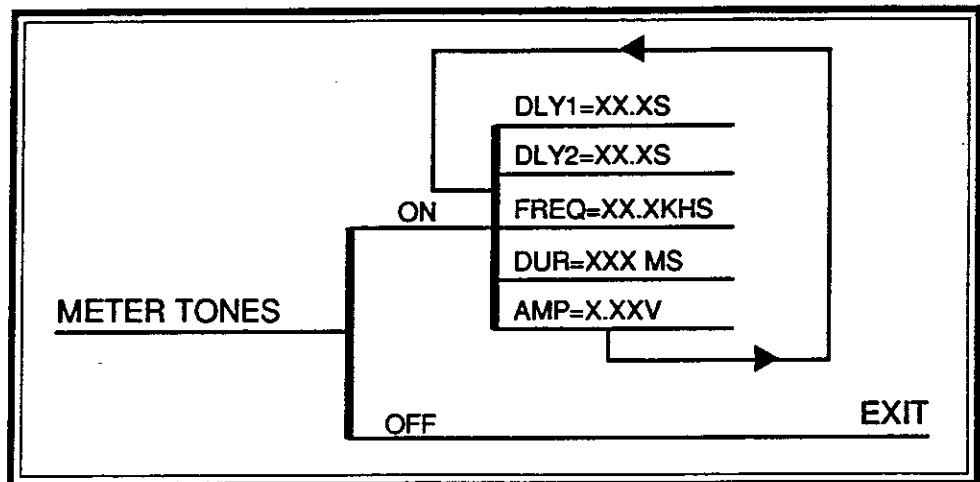 DLY1=XX.XS
DLY2=XX.XS
ON
FREQ=XX.XKHS
DUR=XXX MS
METER TONES
AMP=X.XXV
OFF
EXIT